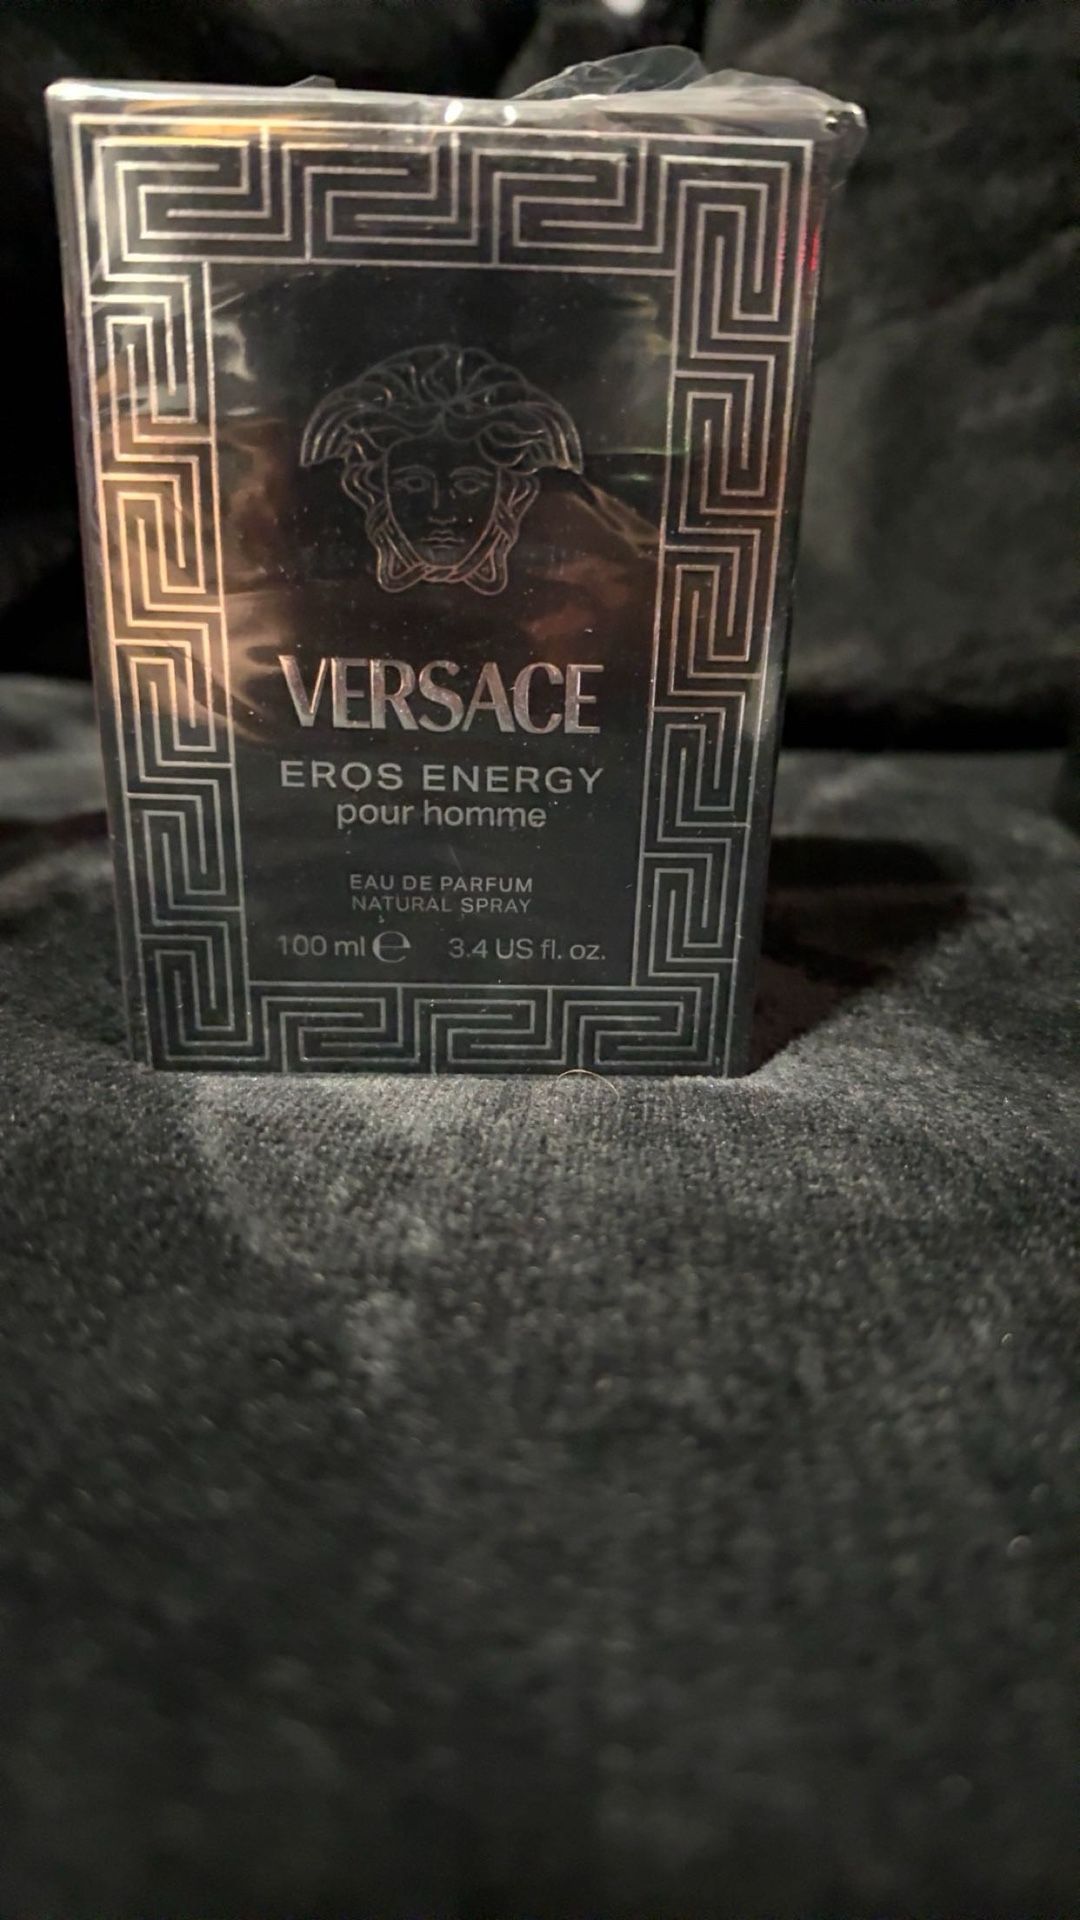 VERSACE
EROS ENERGY
pour homme
EAU DE PARFUM
NATURAL SPRAY
100 ml ℮ 3.4 US fl. oz.